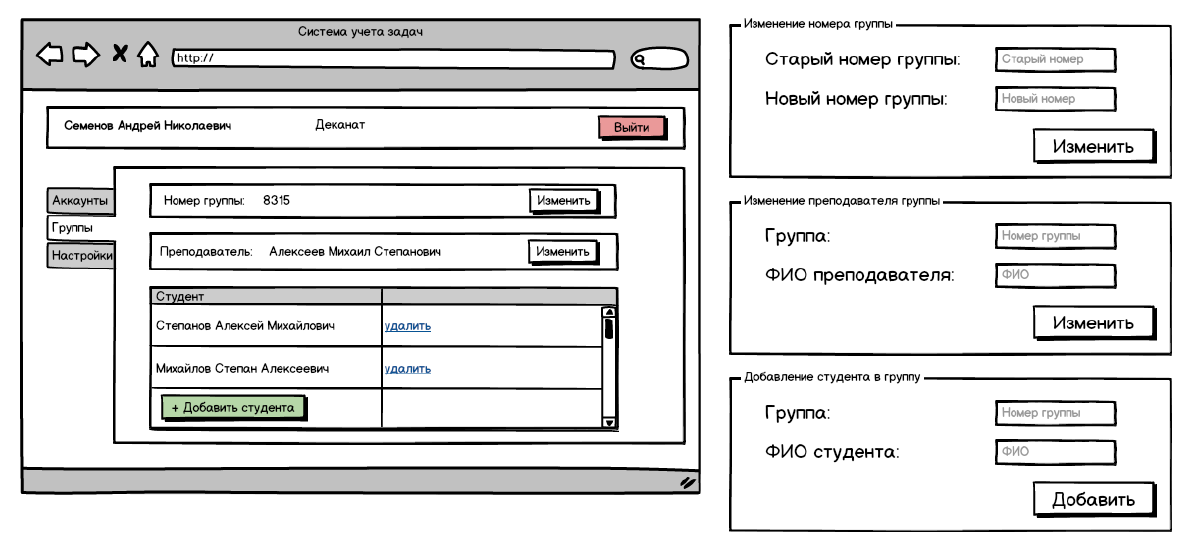 Система учета задач
http://
Семенов Андрей Николаевич Деканат Выйти
Аккаунты
Группы
Настройки
Номер группы: 8315 Изменить
Преподаватель: Алексеев Михаил Степанович Изменить
Студент
Степанов Алексей Михайлович удалить
Михайлов Степан Алексеевич удалить
+ Добавить студента
Изменение номера группы
Старый номер группы: Старый номер
Новый номер группы: Новый номер
Изменить
Изменение преподавателя группы
Группа: Номер группы
ФИО преподавателя: ФИО
Изменить
Добавление студента в группу
Группа: Номер группы
ФИО студента: ФИО
Добавить